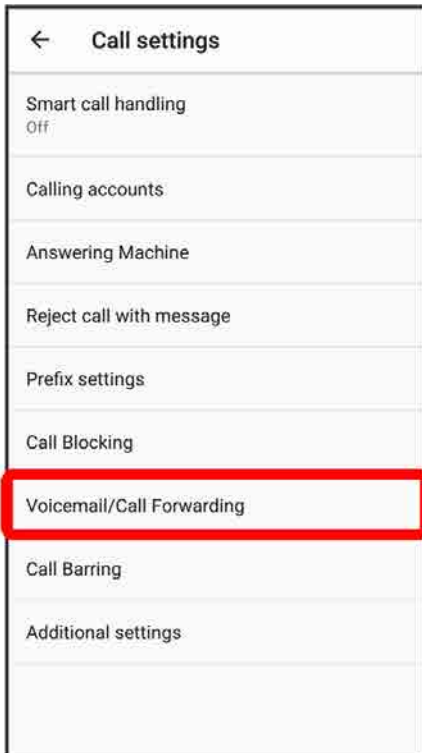 Call settings
Smart call handling
Off
Calling accounts
Answering Machine
Reject call with message
Prefix settings
Call Blocking
Voicemail/Call Forwarding
Call Barring
Additional settings